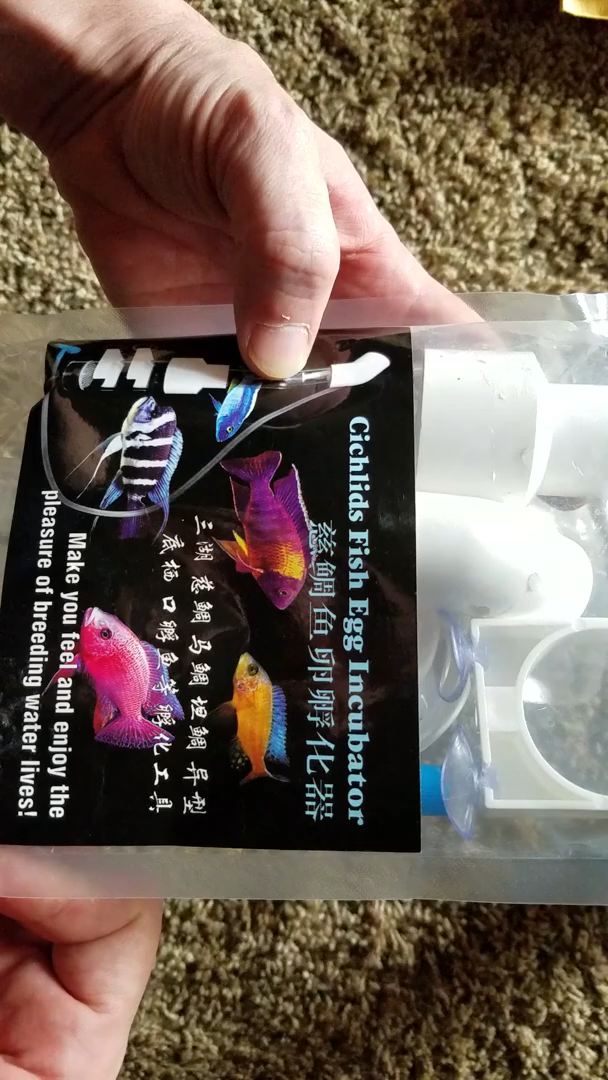 Cichlids Fish Egg Incubator
慈鲷鱼卵孵化器
三湖慈鲷 马鲷 坦鲷 异型
底栖口孵鱼等孵化工具
Make you feel and enjoy the
pleasure of breeding water lives!